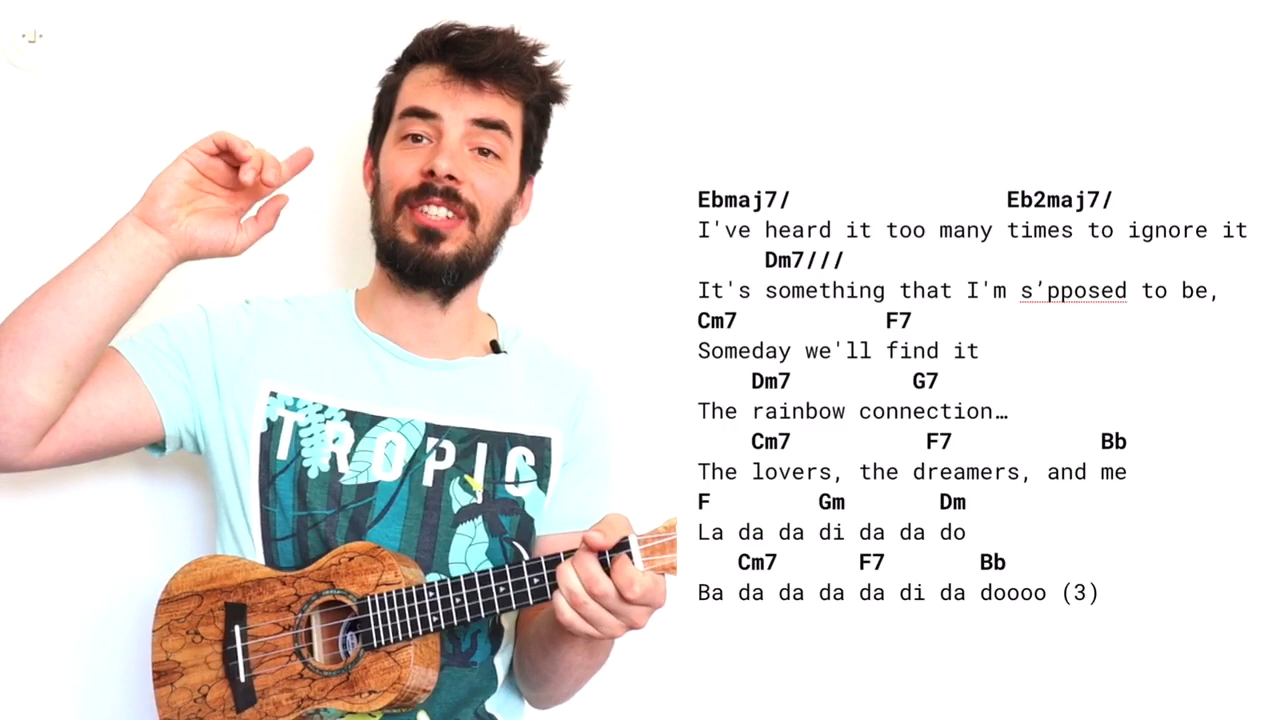 TROPIC
Ebmaj7/ Eb2maj7/
I've heard it too many times to ignore it
Dm7///
It's something that I'm s’pposed to be,
Cm7 F7
Someday we'll find it
Dm7 G7
The rainbow connection…
Cm7 F7 Bb
The lovers, the dreamers, and me
F Gm Dm
La da da di da da do
Cm7 F7 Bb
Ba da da da da di da doooo (3)